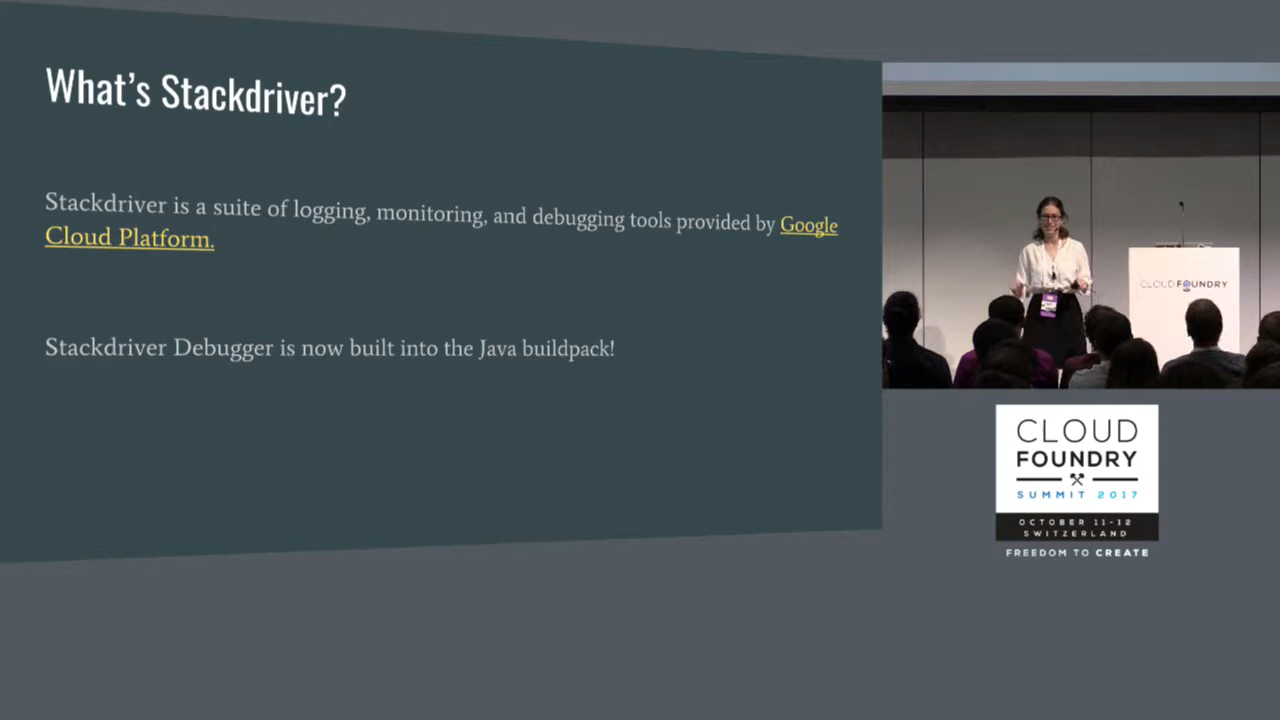 What's Stackdriver?
Stackdriver is a suite of logging, monitoring, and debugging tools provided by Google
Cloud Platform.
Stackdriver Debugger is now built into the Java buildpack!
CLOUD FOUNDRY
CLOUD
FOUNDRY
SUMMIT 2017
OCTOBER 11-12
SWITZERLAND
FREEDOM TO CREATE